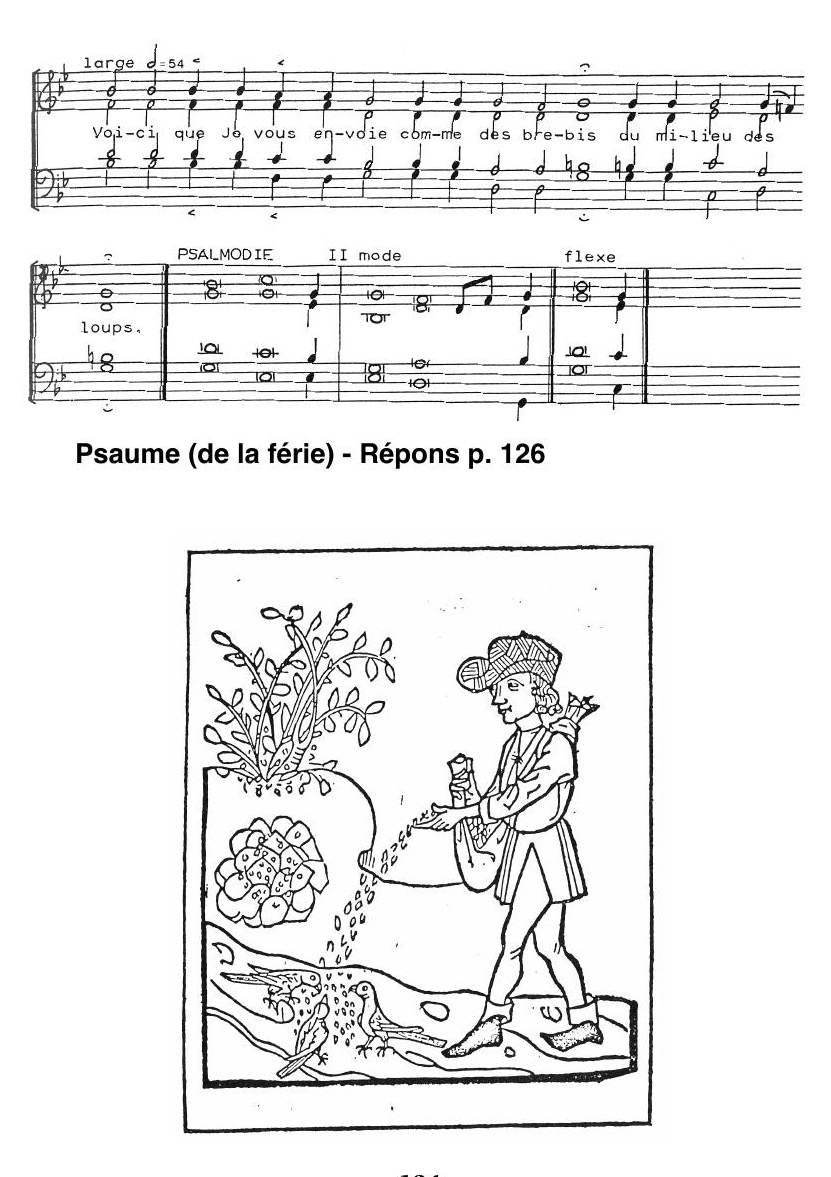 large 𝅗𝅥=54
Voi-ci que Je vous en-voie com-me des bre-bis du mi-lieu des
PSALMODIE II mode flexe
loups.
Psaume (de la férie) - Répons p. 126